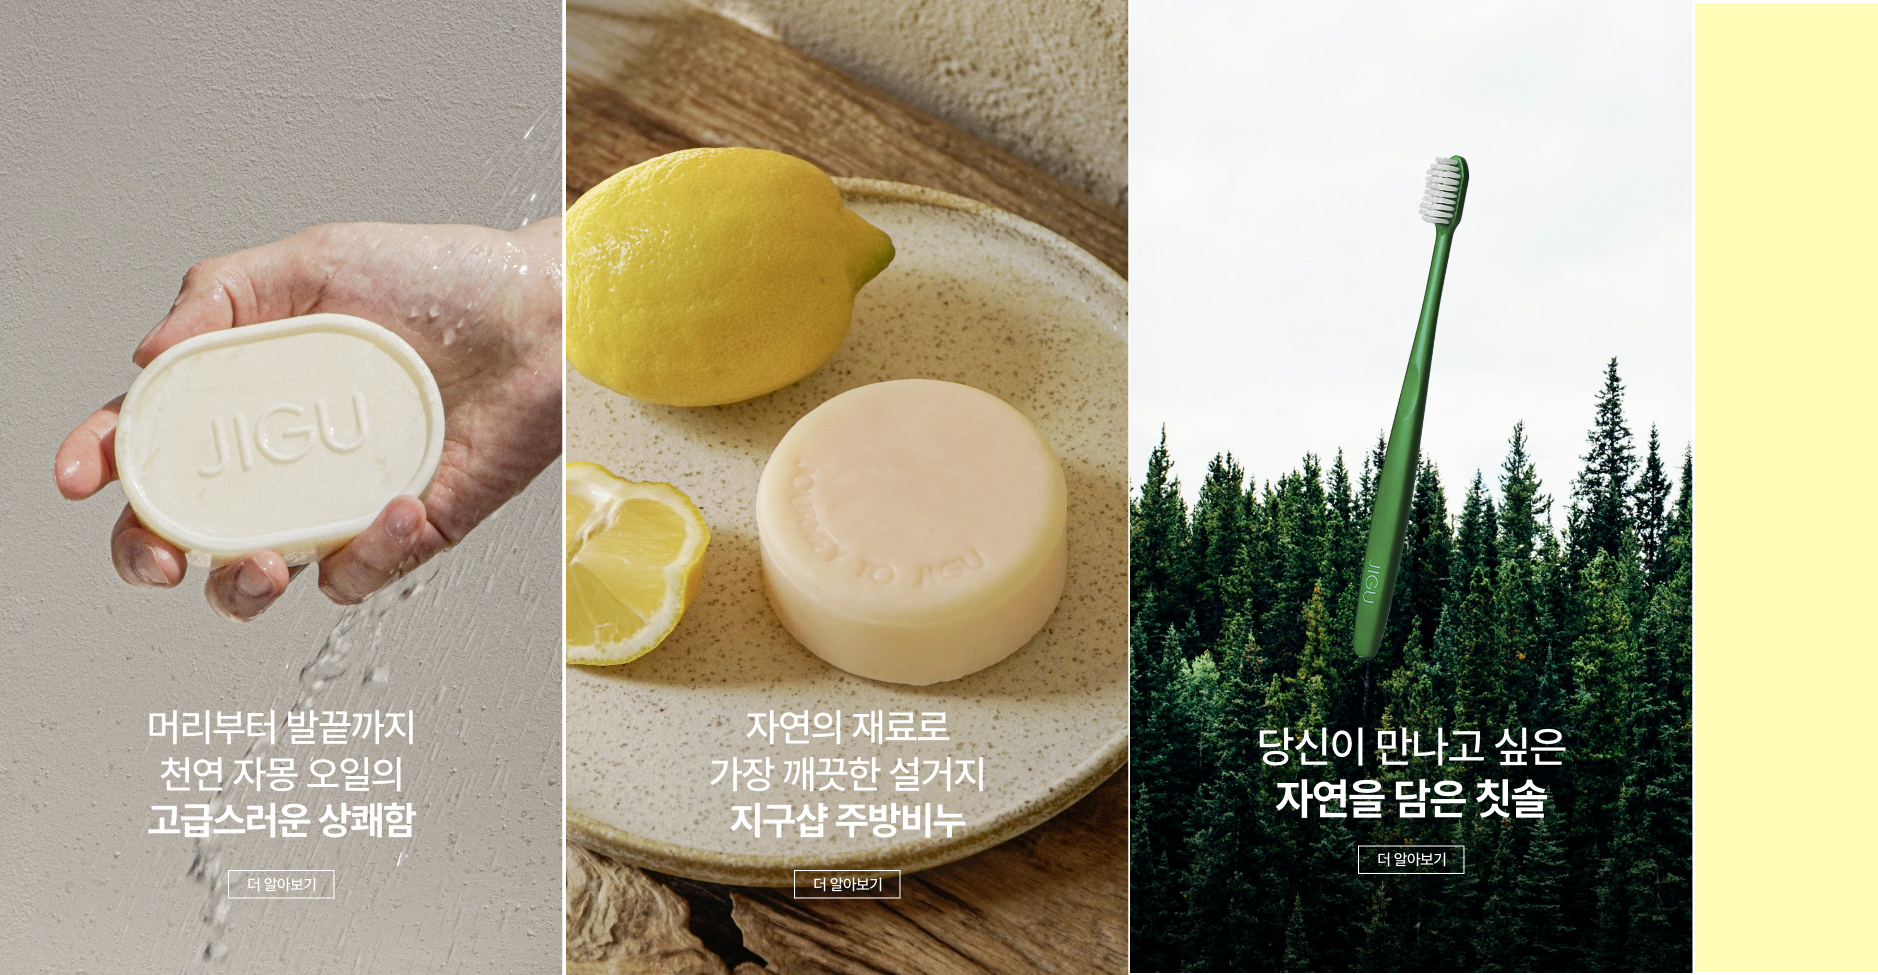 JIGU
머리부터 발끝까지
천연 자몽 오일의
고급스러운 상쾌함
더 알아보기
JOURNEY TO JIGU
자연의 재료로
가장 깨끗한 설거지
지구샵 주방비누
더 알아보기
JIGU
당신이 만나고 싶은
자연을 담은 칫솔
더 알아보기